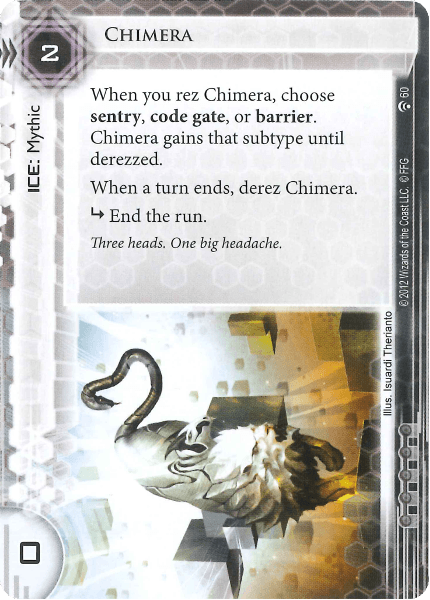 CHIMERA
2
ICE: Mythic
When you rez Chimera, choose
sentry, code gate, or barrier.
Chimera gains that subtype until
derezzed.
When a turn ends, derez Chimera.
↳ End the run.
Three heads. One big headache.
60
© 2012 Wizards of the Coast LLC. © FFG
Illus. Isuardi Therianto